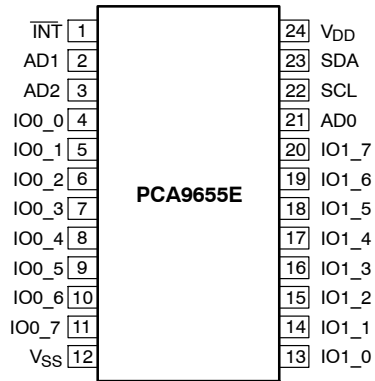 INT 1 24 VDD
AD1 2 23 SDA
AD2 3 22 SCL
IO0_0 4 21 AD0
IO0_1 5 20 IO1_7
IO0_2 6 19 IO1_6
PCA9655E
IO0_3 7 18 IO1_5
IO0_4 8 17 IO1_4
IO0_5 9 16 IO1_3
IO0_6 10 15 IO1_2
IO0_7 11 14 IO1_1
VSS 12 13 IO1_0